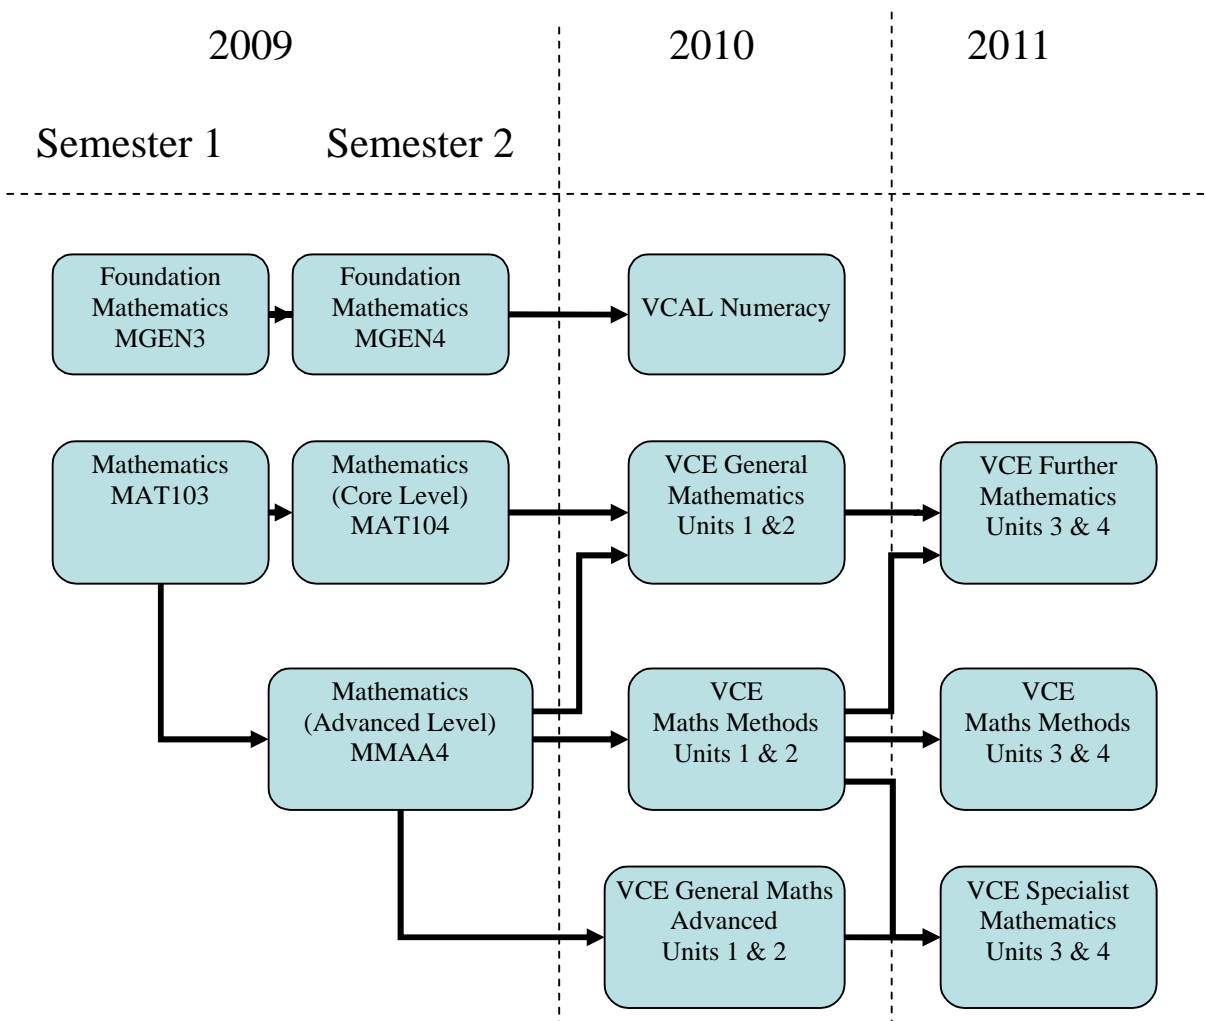 2009
2010
2011
Semester 1
Semester 2
Foundation
Mathematics
MGEN3
Foundation
Mathematics
MGEN4
VCAL Numeracy
Mathematics
MAT103
Mathematics
(Core Level)
MAT104
VCE General
Mathematics
Units 1 &2
VCE Further
Mathematics
Units 3 & 4
Mathematics
(Advanced Level)
MMAA4
VCE
Maths Methods
Units 1 & 2
VCE
Maths Methods
Units 3 & 4
VCE General Maths
Advanced
Units 1 & 2
VCE Specialist
Mathematics
Units 3 & 4